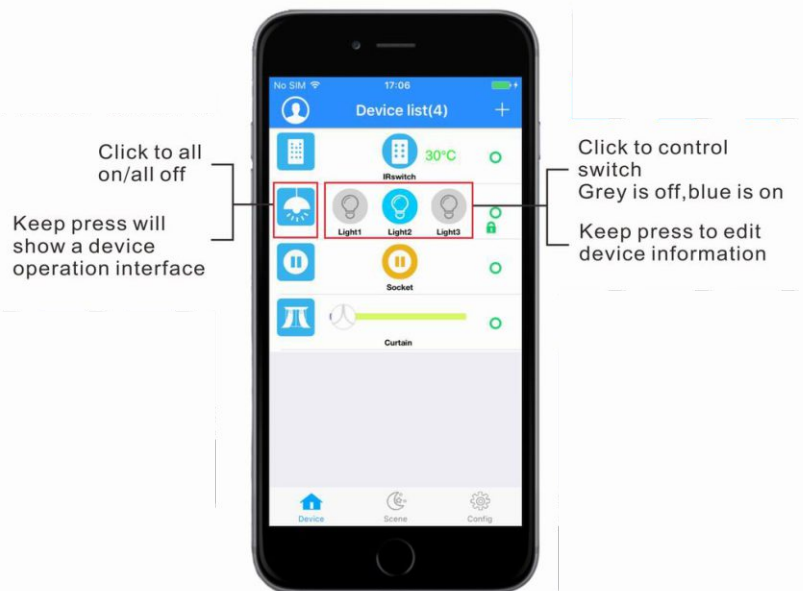 No SIM 17:06
Device list(4) +
30°C
IRswitch
Light1 Light2 Light3
Socket
Curtain
Device Scene Config
Click to all
on/all off
Keep press will
show a device
operation interface
Click to control
switch
Grey is off,blue is on
Keep press to edit
device information